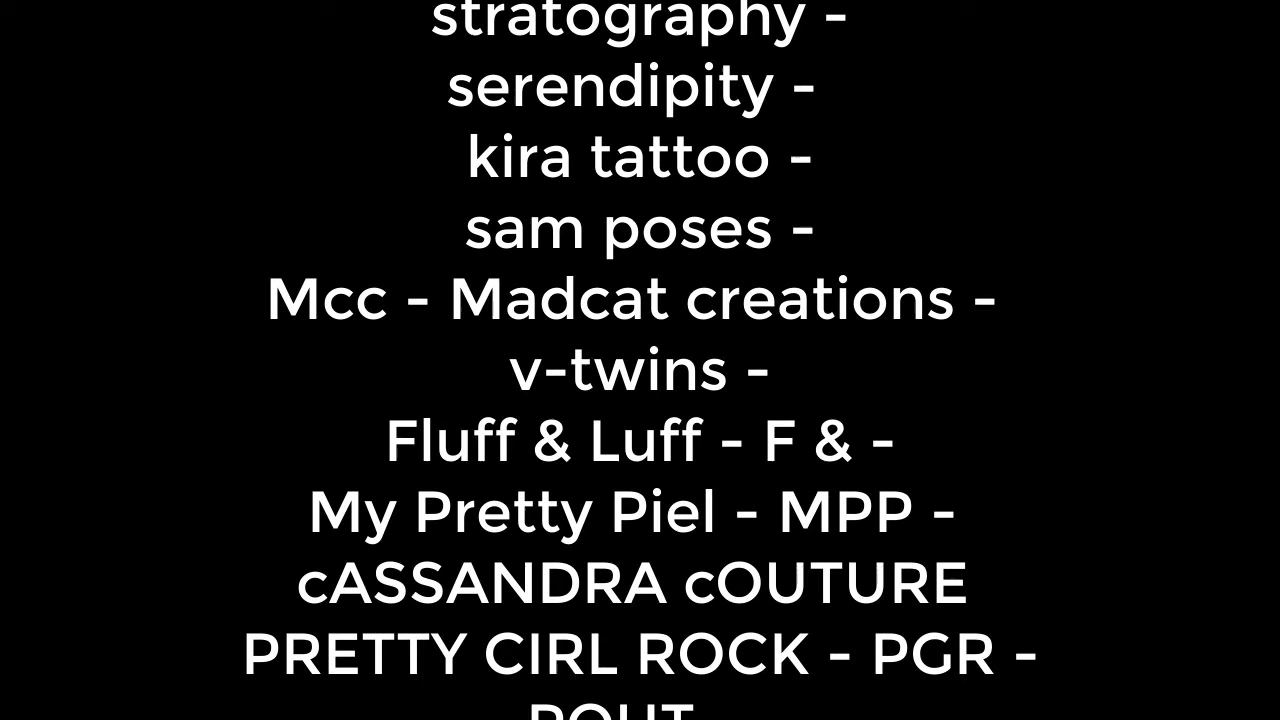 stratography -
serendipity -
kira tattoo -
sam poses -
Mcc - Madcat creations -
v-twins -
Fluff & Luff - F & -
My Pretty Piel - MPP -
cASSANDRA cOUTURE
PRETTY CIRL ROCK - PGR -
POUT -